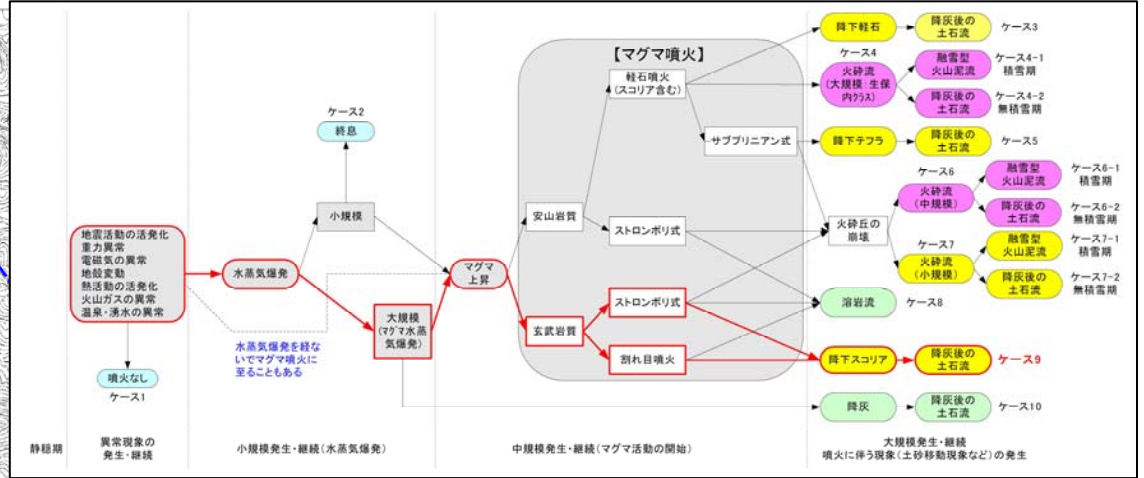 地震活動の活発化
重力異常
電磁気の異常
地殻変動
熱活動の活発化
火山ガスの異常
温泉・湧水の異常
噴火なし
ケース1
水蒸気爆発
水蒸気爆発を経な
いでマグマ噴火に
至ることもある
ケース2
終息
小規模
大規模
(マグマ水蒸
気爆発)
マグマ
上昇
【マグマ噴火】
軽石噴火
(スコリア含む)
サブプリニアン式
安山岩質
ストロンボリ式
玄武岩質
ストロンボリ式
割れ目噴火
降下軽石
降灰後の
土石流
ケース3
ケース4
火砕流
(大規模:生保
内クラス)
融雪型
火山泥流
ケース4-1
積雪期
降灰後の
土石流
ケース4-2
無積雪期
降下テフラ
降灰後の
土石流
ケース5
火砕丘の
崩壊
ケース6
火砕流
(中規模)
融雪型
火山泥流
ケース6-1
積雪期
降灰後の
土石流
ケース6-2
無積雪期
ケース7
火砕流
(小規模)
融雪型
火山泥流
ケース7-1
積雪期
降灰後の
土石流
ケース7-2
無積雪期
溶岩流
ケース8
降下スコリア
降灰後の
土石流
ケース9
降灰
降灰後の
土石流
ケース10
静穏期
異常現象の
発生・継続
小規模発生・継続(水蒸気爆発)
中規模発生・継続(マグマ活動の開始)
大規模発生・継続
噴火に伴う現象(土砂移動現象など)の発生